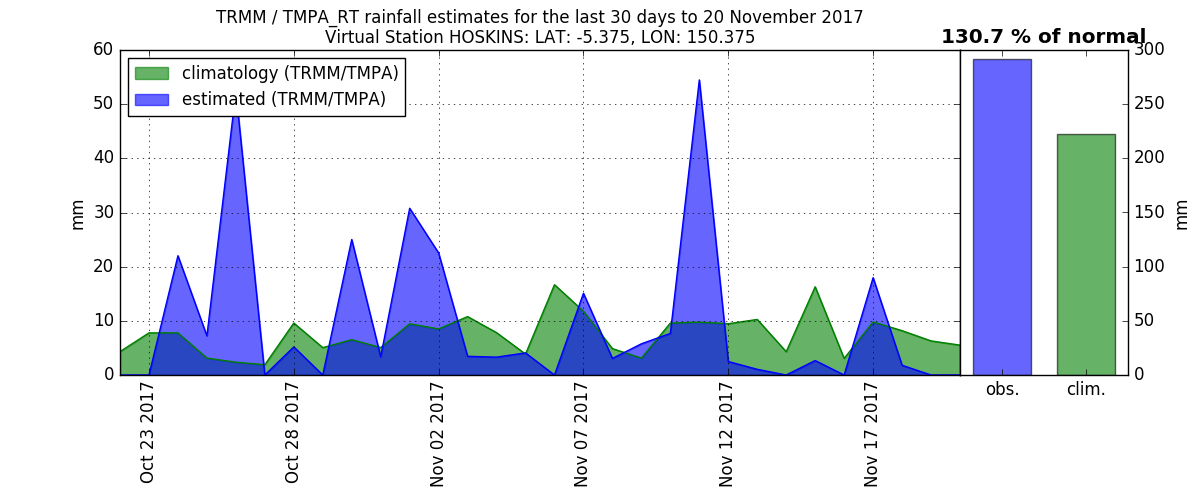 TRMM / TMPA_RT rainfall estimates for the last 30 days to 20 November 2017
Virtual Station HOSKINS: LAT: -5.375, LON: 150.375
130.7 % of normal
climatology (TRMM/TMPA)
estimated (TRMM/TMPA)
60
50
40
30
20
10
0
mm
Oct 23 2017
Oct 28 2017
Nov 02 2017
Nov 07 2017
Nov 12 2017
Nov 17 2017
300
250
200
150
100
50
0
mm
obs.
clim.